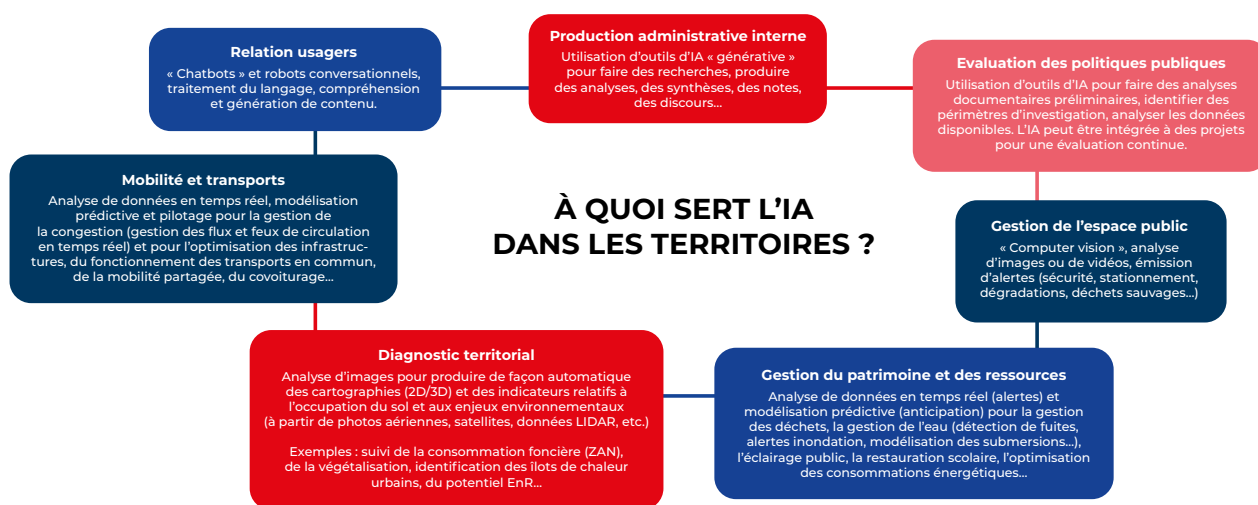 Production administrative interne
Utilisation d'outils d'IA « générative »
pour faire des recherches, produire
des analyses, des synthèses, des notes,
des discours...
Relation usagers
« Chatbots » et robots conversationnels,
traitement du langage, compréhension
et génération de contenu.
Evaluation des politiques publiques
Utilisation d'outils d'IA pour faire des analyses
documentaires préliminaires, identifier des
périmètres d'investigation, analyser les données
disponibles. L'IA peut être intégrée à des projets
pour une évaluation continue.
Mobilité et transports
Analyse de données en temps réel, modélisation
prédictive et pilotage pour la gestion de
la congestion (gestion des flux et feux de circulation
en temps réel) et pour l'optimisation des infrastruc-
tures, du fonctionnement des transports en commun,
de la mobilité partagée, du covoiturage...
À QUOI SERT L'IA
DANS LES TERRITOIRES ?
Gestion de l'espace public
« Computer vision », analyse
d'images ou de vidéos, émission
d'alertes (sécurité, stationnement,
dégradations, déchets sauvages...)
Diagnostic territorial
Analyse d'images pour produire de façon automatique
des cartographies (2D/3D) et des indicateurs relatifs à
l'occupation du sol et aux enjeux environnementaux
(à partir de photos aériennes, satellites, données LIDAR, etc.)
Exemples : suivi de la consommation foncière (ZAN),
de la végétalisation, identification des îlots de chaleur
urbains, du potentiel EnR...
Gestion du patrimoine et des ressources
Analyse de données en temps réel (alertes) et
modélisation prédictive (anticipation) pour la gestion
des déchets, la gestion de l'eau (détection de fuites,
alertes inondation, modélisation des submersions...),
l'éclairage public, la restauration scolaire, l'optimisation
des consommations énergétiques...